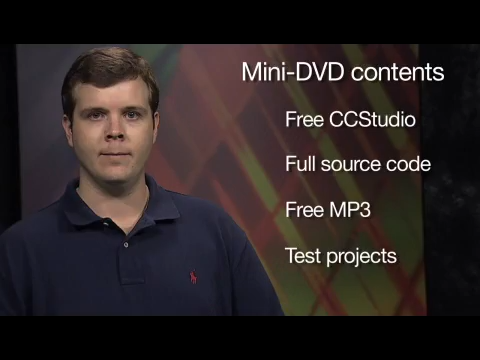 Mini-DVD contents
Free CCStudio
Full source code
Free MP3
Test projects